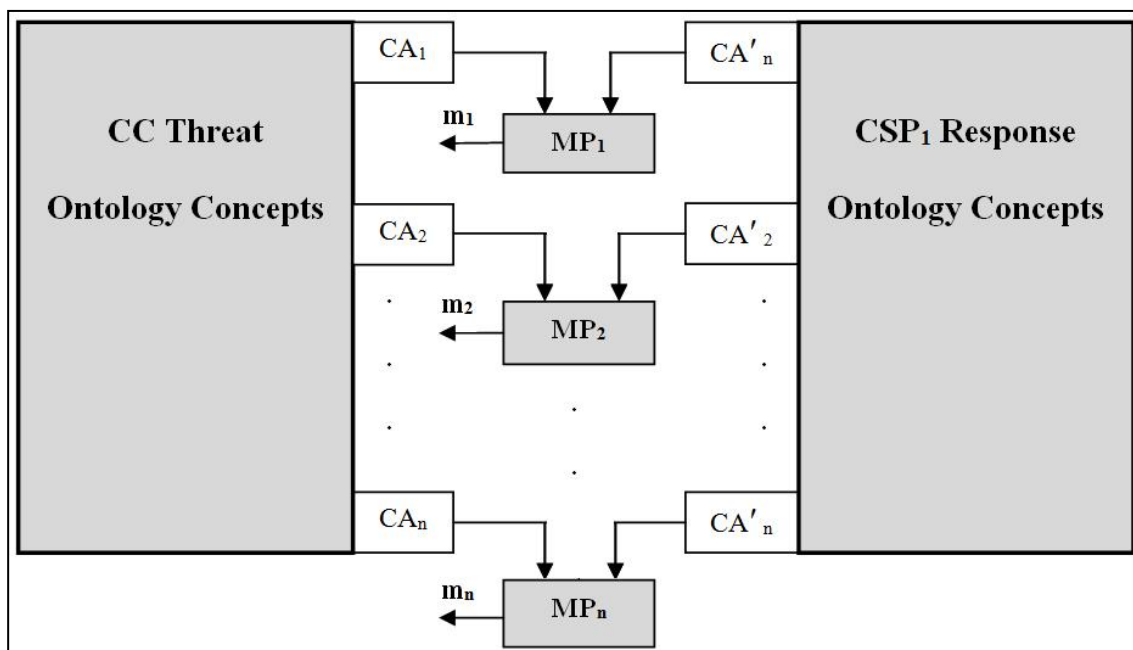 CC Threat
Ontology Concepts
CA₁
CA′ₙ
m₁
MP₁
CSP₁ Response
Ontology Concepts
CA₂
CA′₂
m₂
MP₂
CAₙ
CA′ₙ
mₙ
MPₙ